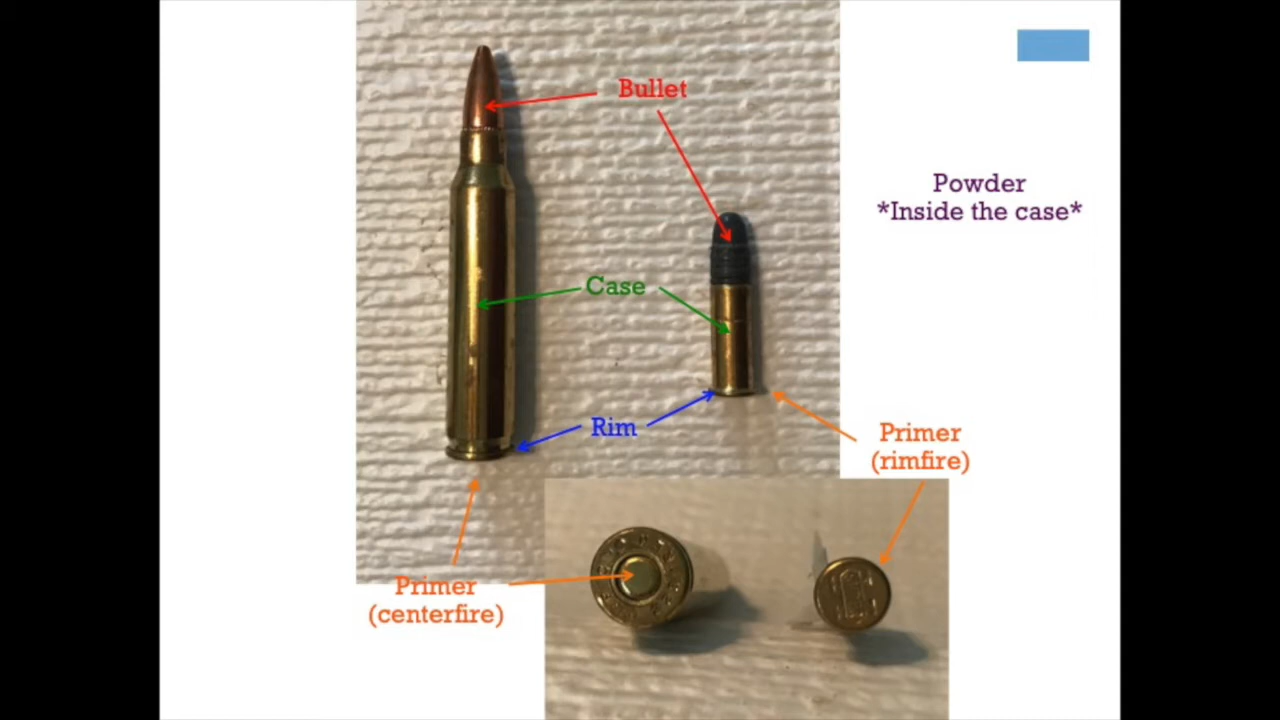 Bullet
Powder
*Inside the case*
Case
Rim
Primer
(rimfire)
Primer
(centerfire)